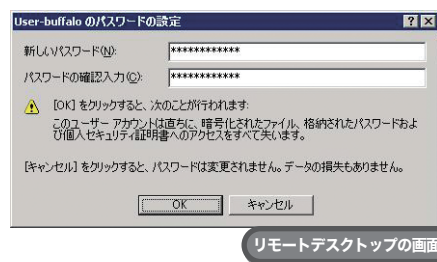 User-buffalo のパスワードの設定
新しいパスワード(N):
************
パスワードの確認入力(C):
************
[OK] をクリックすると、次のことが行われます:
このユーザー アカウントは直ちに、暗号化されたファイル、格納されたパスワードおよ
び個人セキュリティ証明書へのアクセスをすべて失います。
[キャンセル] をクリックすると、パスワードは変更されません。データの損失もありません。
OK
キャンセル
リモートデスクトップの画面